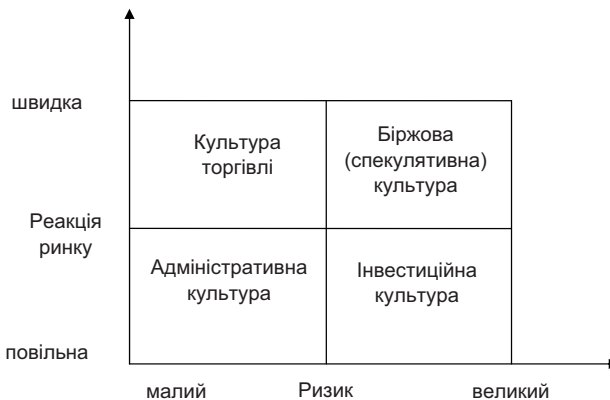 швидка
Культура
торгівлі
Біржова
(спекулятивна)
культура
Реакція
ринку
Адміністративна
культура
Інвестиційна
культура
повільна
малий
Ризик
великий